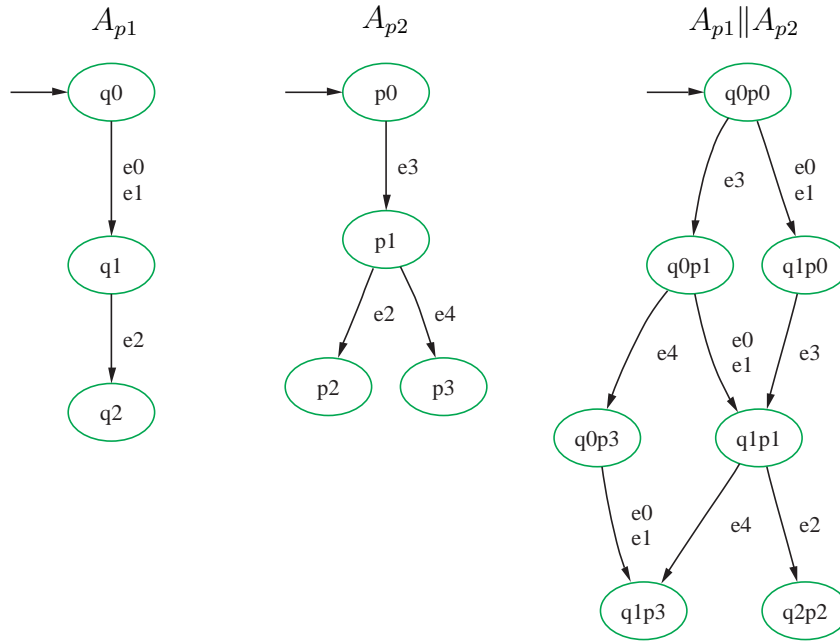 A_{p1}
q0
e0
e1
q1
e2
q2
A_{p2}
p0
e3
p1
e2
e4
p2
p3
A_{p1}||A_{p2}
q0p0
e3
e0
e1
q0p1
q1p0
e4
e0
e1
e3
q0p3
q1p1
e0
e1
e4
e2
q1p3
q2p2